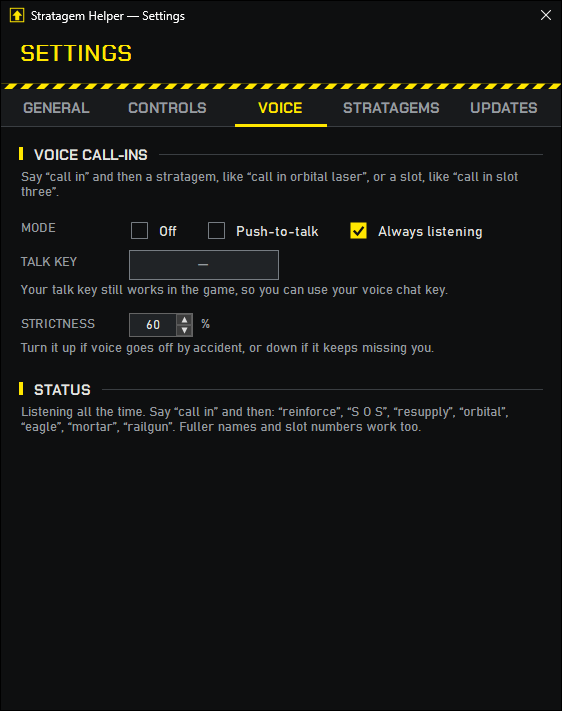 Stratagem Helper — Settings
SETTINGS
GENERAL CONTROLS VOICE STRATAGEMS UPDATES
VOICE CALL-INS
Say “call in” and then a stratagem, like “call in orbital laser”, or a slot, like “call in slot
three”.
MODE Off Push-to-talk Always listening
TALK KEY —
Your talk key still works in the game, so you can use your voice chat key.
STRICTNESS 60 %
Turn it up if voice goes off by accident, or down if it keeps missing you.
STATUS
Listening all the time. Say “call in” and then: “reinforce”, “S O S”, “resupply”, “orbital”,
“eagle”, “mortar”, “railgun”. Fuller names and slot numbers work too.